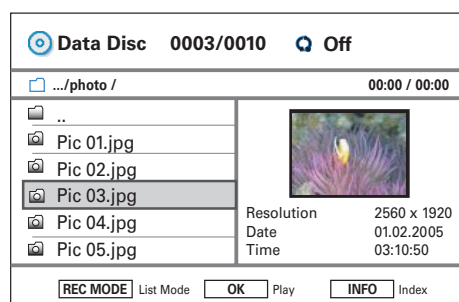 Data Disc 0003/0010 Off
.../photo / 00:00 / 00:00
..
Pic 01.jpg
Pic 02.jpg
Pic 03.jpg
Pic 04.jpg
Pic 05.jpg
Resolution 2560 x 1920
Date 01.02.2005
Time 03:10:50
REC MODE List Mode OK Play INFO Index